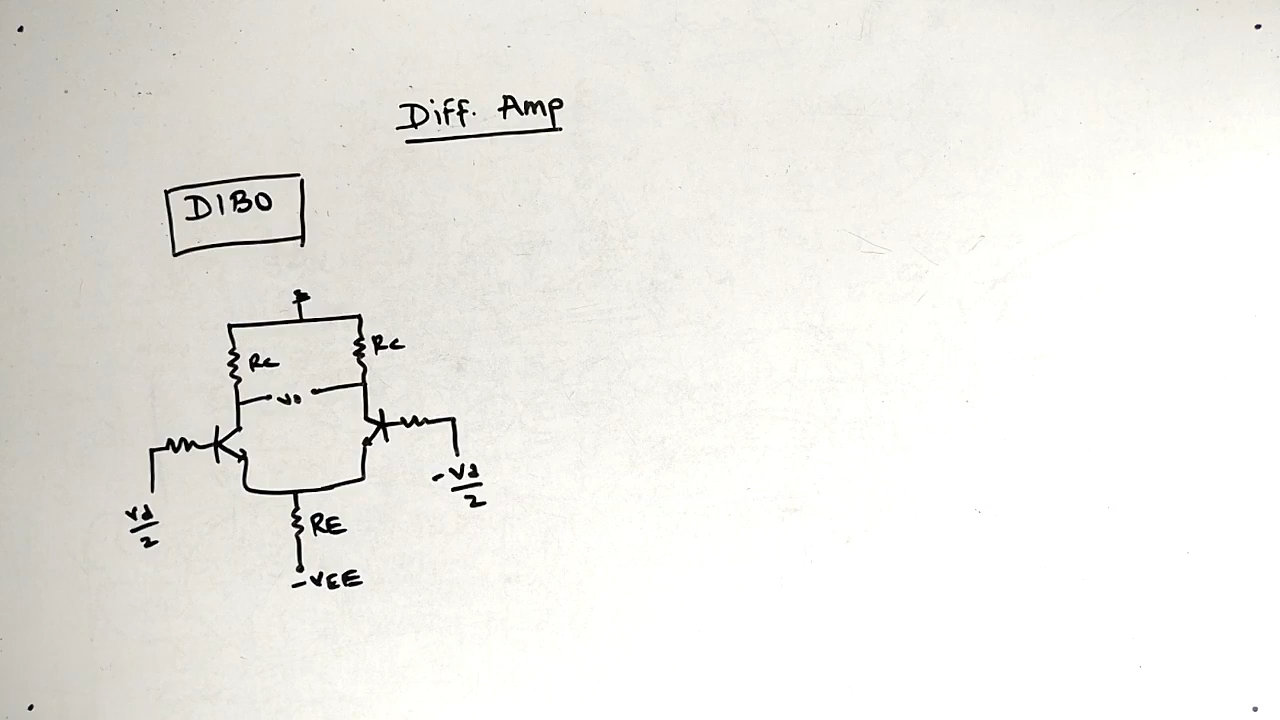 Diff. Amp
DIBO
Rc
Rc
vo
Vd/2
-Vd/2
RE
-VEE